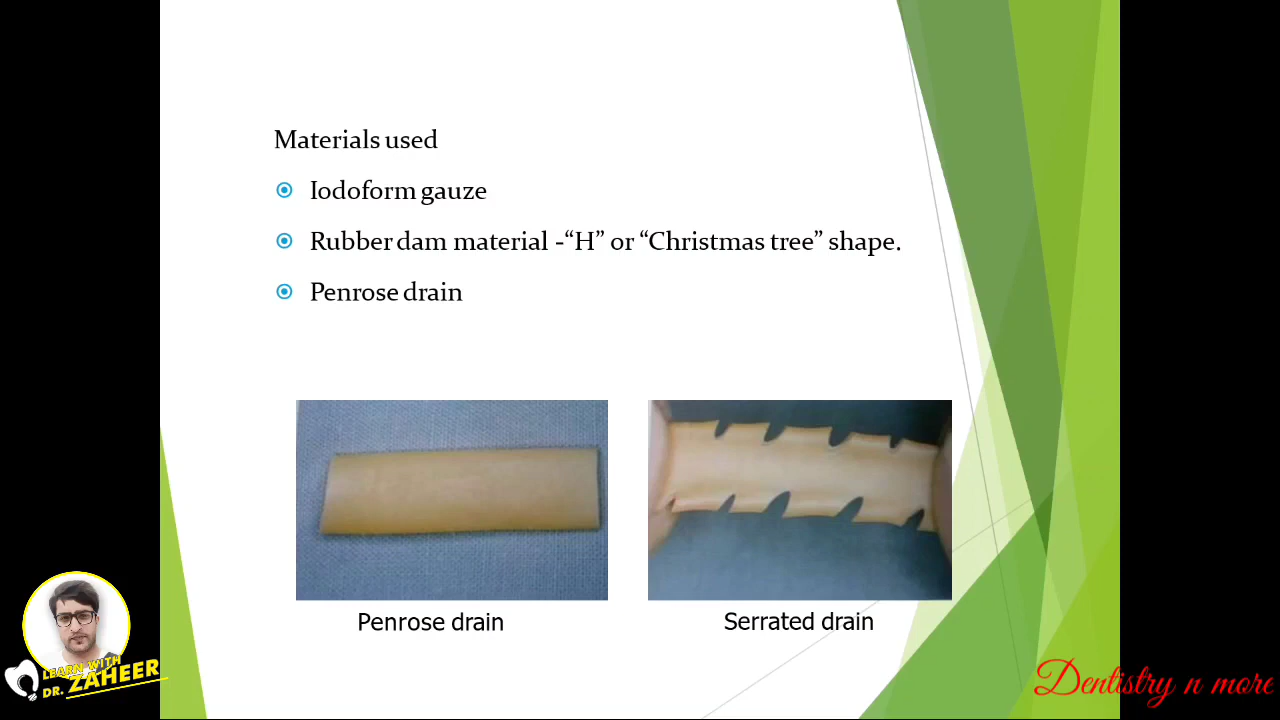 Materials used
Iodoform gauze
Rubber dam material -“H” or “Christmas tree” shape.
Penrose drain
Penrose drain
Serrated drain
LEARN WITH
DR. ZAHEER
Dentistry n more